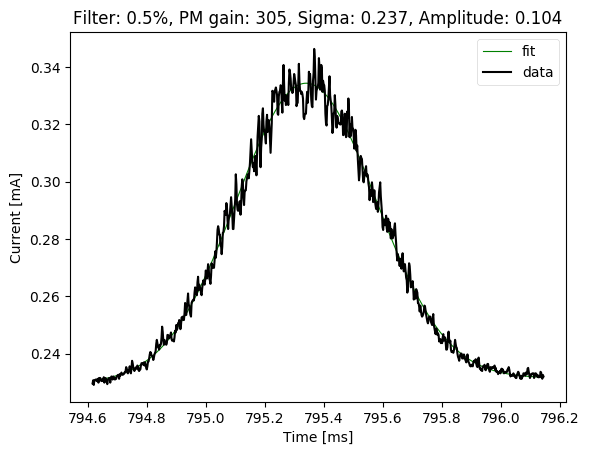 Filter: 0.5%, PM gain: 305, Sigma: 0.237, Amplitude: 0.104
fit
data
0.34
0.32
0.30
0.28
0.26
0.24
Current [mA]
794.6 794.8 795.0 795.2 795.4 795.6 795.8 796.0 796.2
Time [ms]